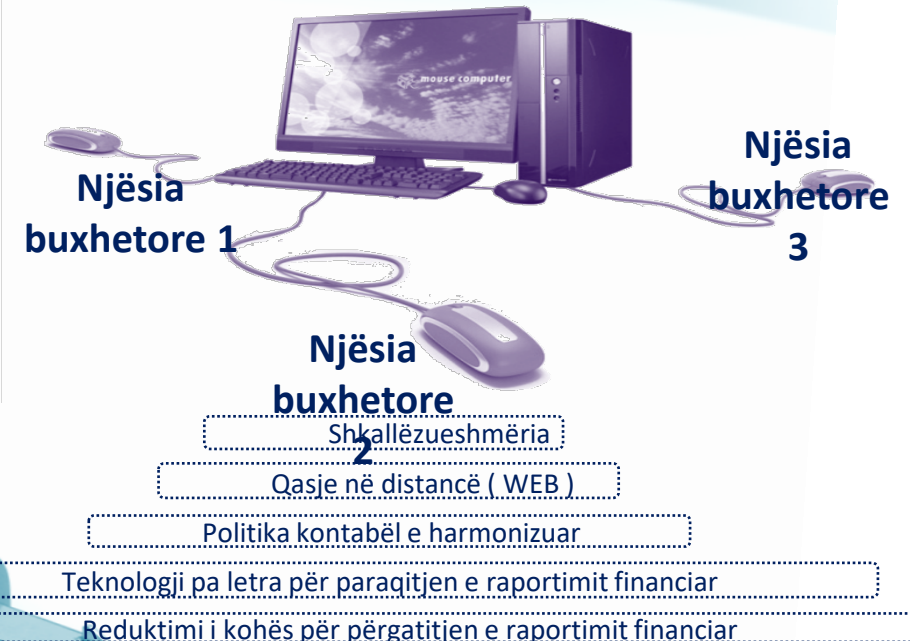 mouse computer
Njësia
buxhetore 1
Njësia
buxhetore
3
Njësia
buxhetore
2
Shkallëzueshmëria
Qasje në distancë ( WEB )
Politika kontabël e harmonizuar
Teknologji pa letra për paraqitjen e raportimit financiar
Reduktimi i kohës për përgatitjen e raportimit financiar